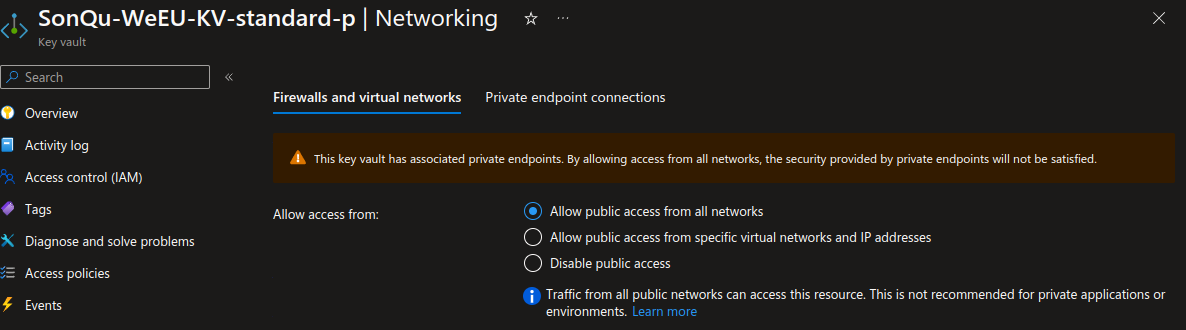 SonQu-WeEU-KV-standard-p | Networking
Key vault
Search
Overview
Activity log
Access control (IAM)
Tags
Diagnose and solve problems
Access policies
Events
Firewalls and virtual networks
Private endpoint connections
This key vault has associated private endpoints. By allowing access from all networks, the security provided by private endpoints will not be satisfied.
Allow access from:
Allow public access from all networks
Allow public access from specific virtual networks and IP addresses
Disable public access
Traffic from all public networks can access this resource. This is not recommended for private applications or
environments. Learn more